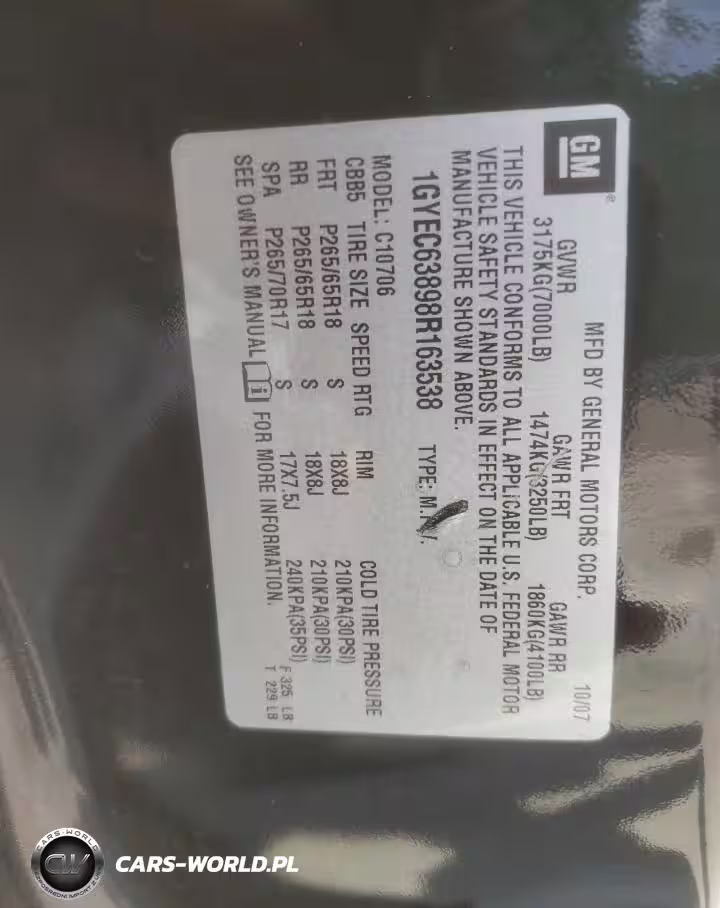 GM
®
MFD BY GENERAL MOTORS CORP. 10/07
GVWR GAWR FRT GAWR RR
3175KG(7000LB) 1474KG(3250LB) 1860KG(4100LB)
THIS VEHICLE CONFORMS TO ALL APPLICABLE U.S. FEDERAL MOTOR
VEHICLE SAFETY STANDARDS IN EFFECT ON THE DATE OF
MANUFACTURE SHOWN ABOVE.
1GYEC63898R163538 TYPE: M.
MODEL: C10706
CBB5 TIRE SIZE SPEED RTG RIM COLD TIRE PRESSURE
FRT P265/65R18 S 18X8J 210KPA(30PSI)
RR P265/65R18 S 18X8J 210KPA(30PSI)
SPA P265/70R17 S 17X7.5J 240KPA(35PSI)
SEE OWNER'S MANUAL i FOR MORE INFORMATION.
F 325 LB
T 229 LB
CARS-WORLD
CW
CARS-WORLD.PL